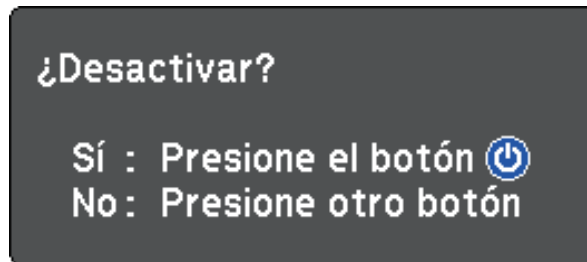 ¿Desactivar?
Sí : Presione el botón
No : Presione otro botón